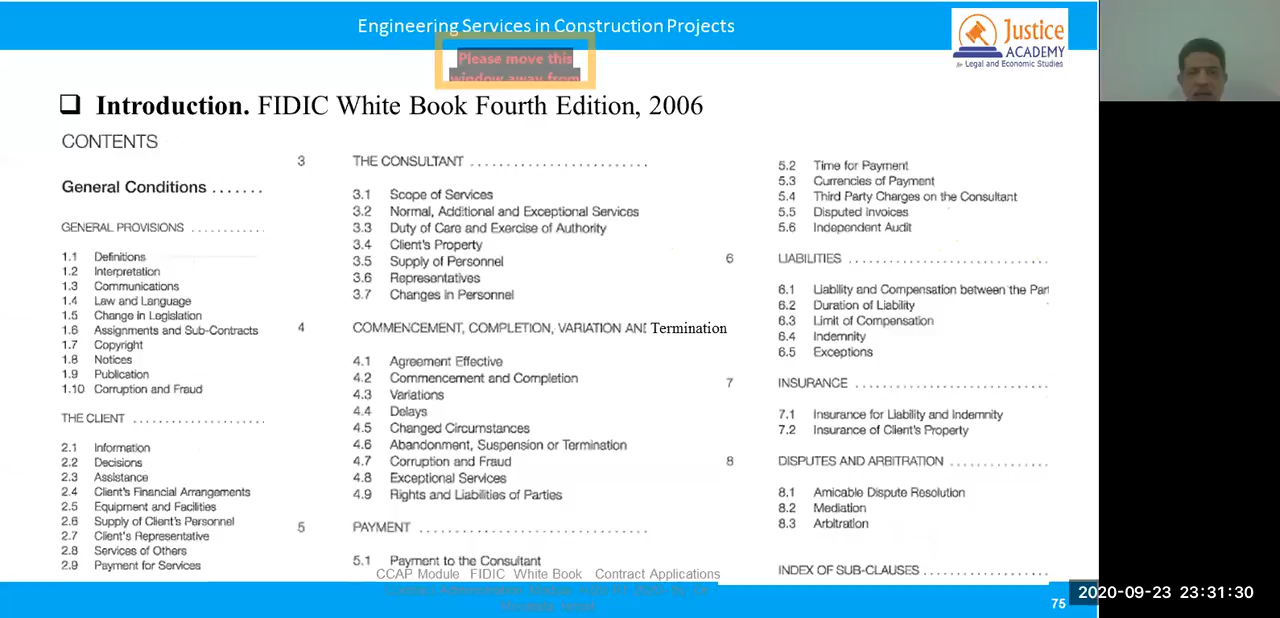 Engineering Services in Construction Projects
Justice
ACADEMY
for Legal and Economic Studies
Please move this
window away from
❑ Introduction. FIDIC White Book Fourth Edition, 2006
CONTENTS
General Conditions .......
GENERAL PROVISIONS ............
1.1 Definitions
1.2 Interpretation
1.3 Communications
1.4 Law and Language
1.5 Change in Legislation
1.6 Assignments and Sub-Contracts
1.7 Copyright
1.8 Notices
1.9 Publication
1.10 Corruption and Fraud
THE CLIENT ......................
2.1 Information
2.2 Decisions
2.3 Assistance
2.4 Client's Financial Arrangements
2.5 Equipment and Facilities
2.6 Supply of Client's Personnel
2.7 Client's Representative
2.8 Services of Others
2.9 Payment for Services
3 THE CONSULTANT ..........................
3.1 Scope of Services
3.2 Normal, Additional and Exceptional Services
3.3 Duty of Care and Exercise of Authority
3.4 Client's Property
3.5 Supply of Personnel
3.6 Representatives
3.7 Changes in Personnel
4 COMMENCEMENT, COMPLETION, VARIATION AND Termination
4.1 Agreement Effective
4.2 Commencement and Completion
4.3 Variations
4.4 Delays
4.5 Changed Circumstances
4.6 Abandonment, Suspension or Termination
4.7 Corruption and Fraud
4.8 Exceptional Services
4.9 Rights and Liabilities of Parties
5 PAYMENT .................................
5.1 Payment to the Consultant
5.2 Time for Payment
5.3 Currencies of Payment
5.4 Third Party Charges on the Consultant
5.5 Disputed Invoices
5.6 Independent Audit
6 LIABILITIES .............................
6.1 Liability and Compensation between the Par
6.2 Duration of Liability
6.3 Limit of Compensation
6.4 Indemnity
6.5 Exceptions
7 INSURANCE ............................
7.1 Insurance for Liability and Indemnity
7.2 Insurance of Client's Property
8 DISPUTES AND ARBITRATION ..............
8.1 Amicable Dispute Resolution
8.2 Mediation
8.3 Arbitration
INDEX OF SUB-CLAUSES ..................
CCAP Module FIDIC White Book Contract Applications
75
2020-09-23 23:31:30